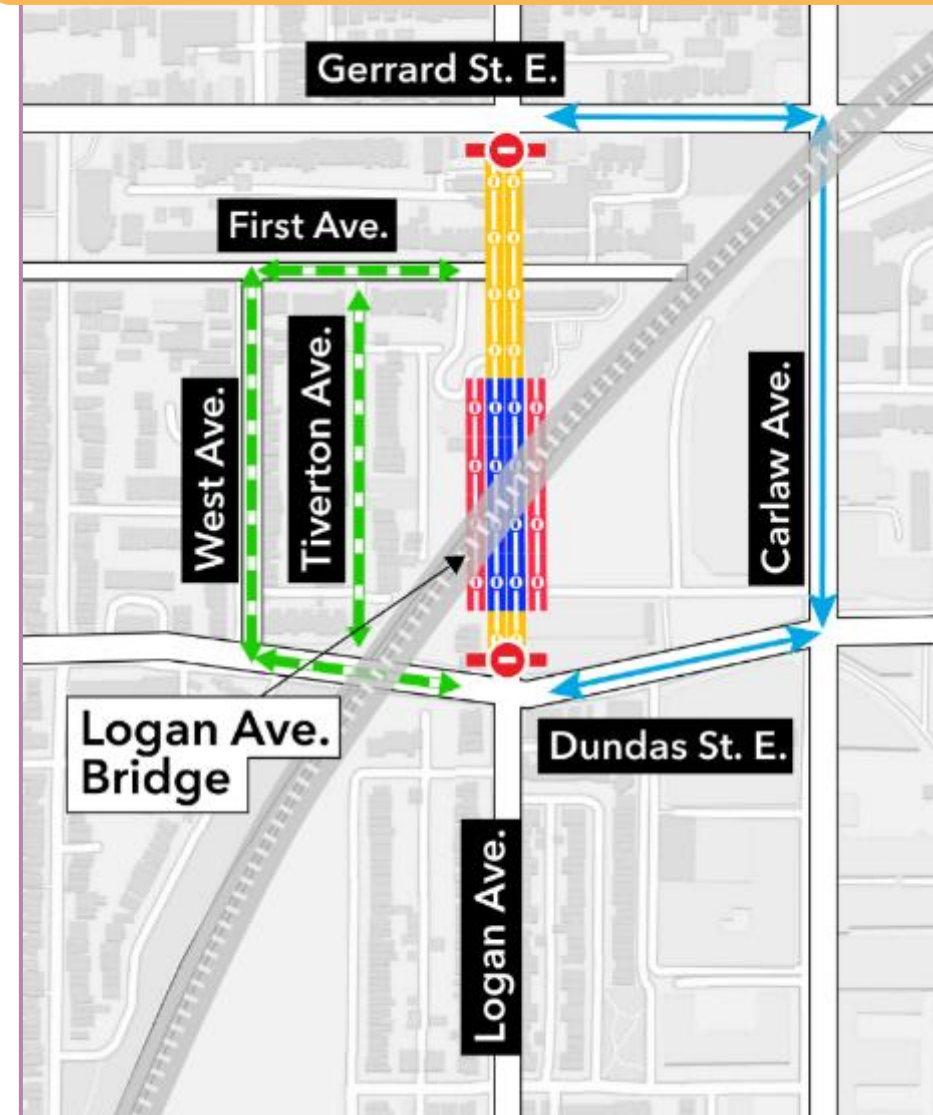 Gerrard St. E.
First Ave.
West Ave.
Tiverton Ave.
Carlaw Ave.
Logan Ave.
Bridge
Dundas St. E.
Logan Ave.